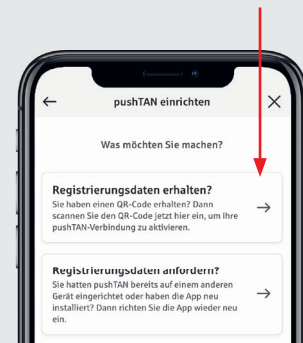 pushTAN einrichten
Was möchten Sie machen?
Registrierungsdaten erhalten?
Sie haben einen QR-Code erhalten? Dann
scannen Sie den QR-Code jetzt hier ein, um Ihre
pushTAN-Verbindung zu aktivieren.
Registrierungsdaten anfordern?
Sie hatten pushTAN bereits auf einem anderen
Gerät eingerichtet oder haben die App neu
installiert? Dann richten Sie die App wieder neu
ein.